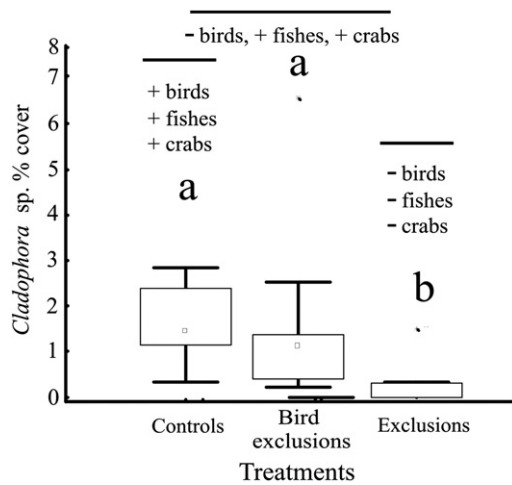 - birds, + fishes, + crabs
8
7
6
5
4
3
2
1
0
Cladophora sp. % cover
+ birds
+ fishes
+ crabs
a
a
- birds
- fishes
- crabs
b
Controls
Bird
exclusions
Exclusions
Treatments